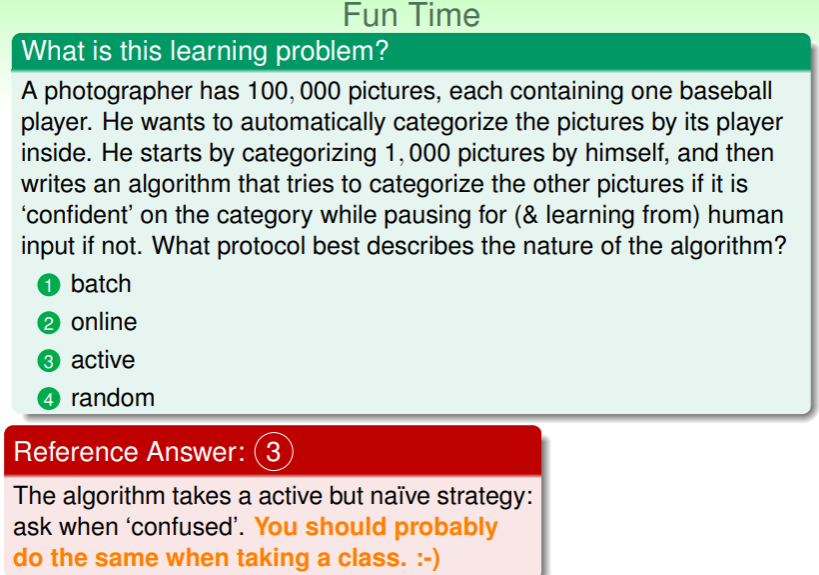 Fun Time
What is this learning problem?
A photographer has 100, 000 pictures, each containing one baseball
player. He wants to automatically categorize the pictures by its player
inside. He starts by categorizing 1, 000 pictures by himself, and then
writes an algorithm that tries to categorize the other pictures if it is
‘confident’ on the category while pausing for (& learning from) human
input if not. What protocol best describes the nature of the algorithm?
1 batch
2 online
3 active
4 random
Reference Answer: 3
The algorithm takes a active but naïve strategy:
ask when ‘confused’. You should probably
do the same when taking a class. :-)